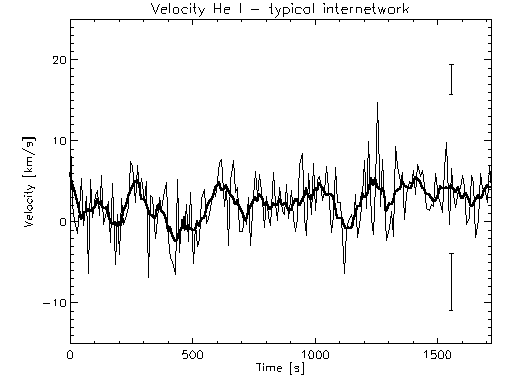 Velocity He I − typical internetwork
20
10
0
−10
Velocity [km/s]
0 500 1000 1500
Time [s]